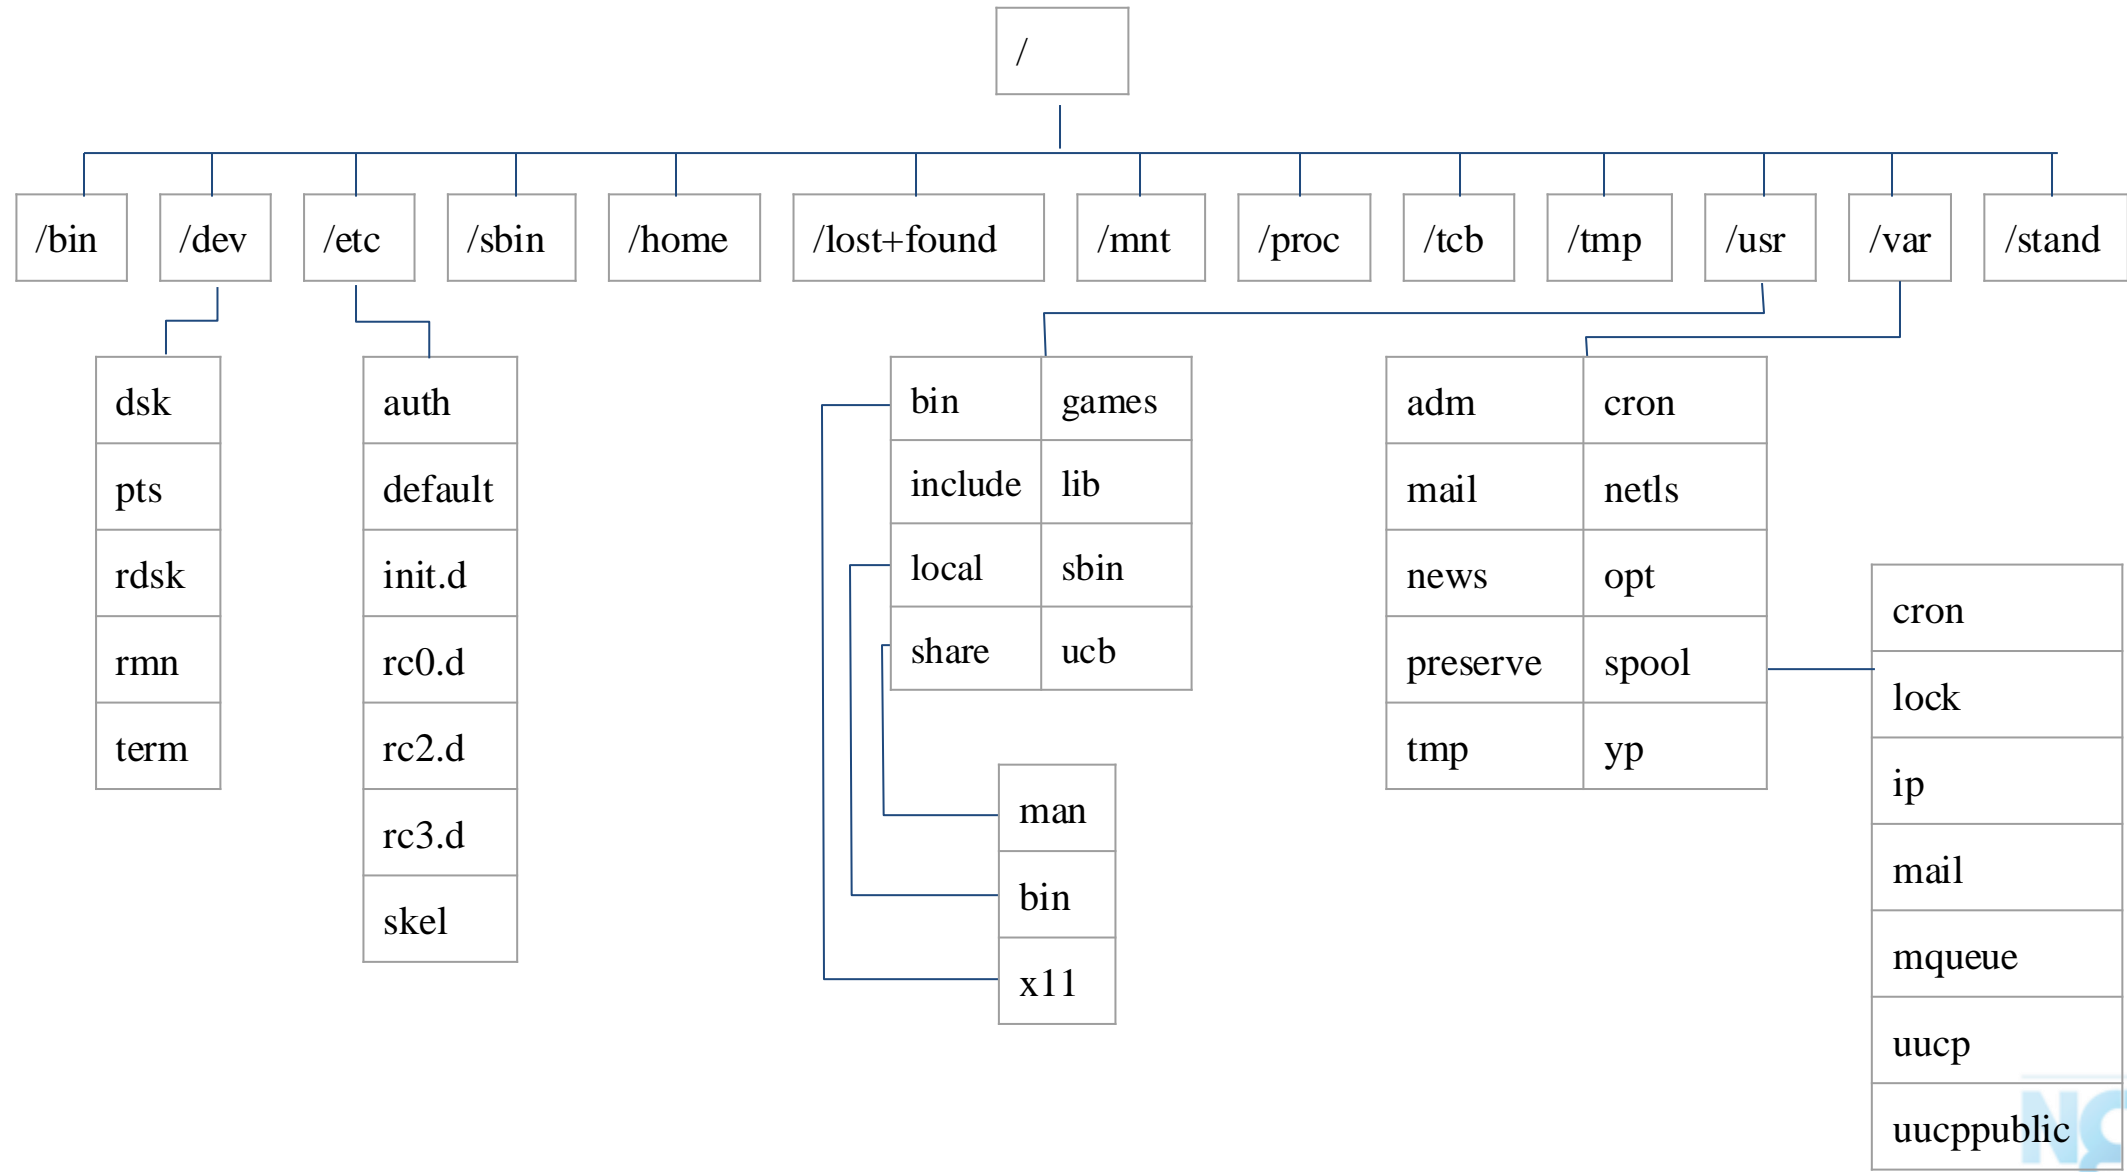 /
/bin /dev /etc /sbin /home /lost+found /mnt /proc /tcb /tmp /usr /var /stand
dsk
pts
rdsk
rmn
term
auth
default
init.d
rc0.d
rc2.d
rc3.d
skel
bin games
include lib
local sbin
share ucb
man
bin
x11
adm cron
mail netls
news opt
preserve spool
tmp yp
cron
lock
ip
mail
mqueue
uucp
uucppublic